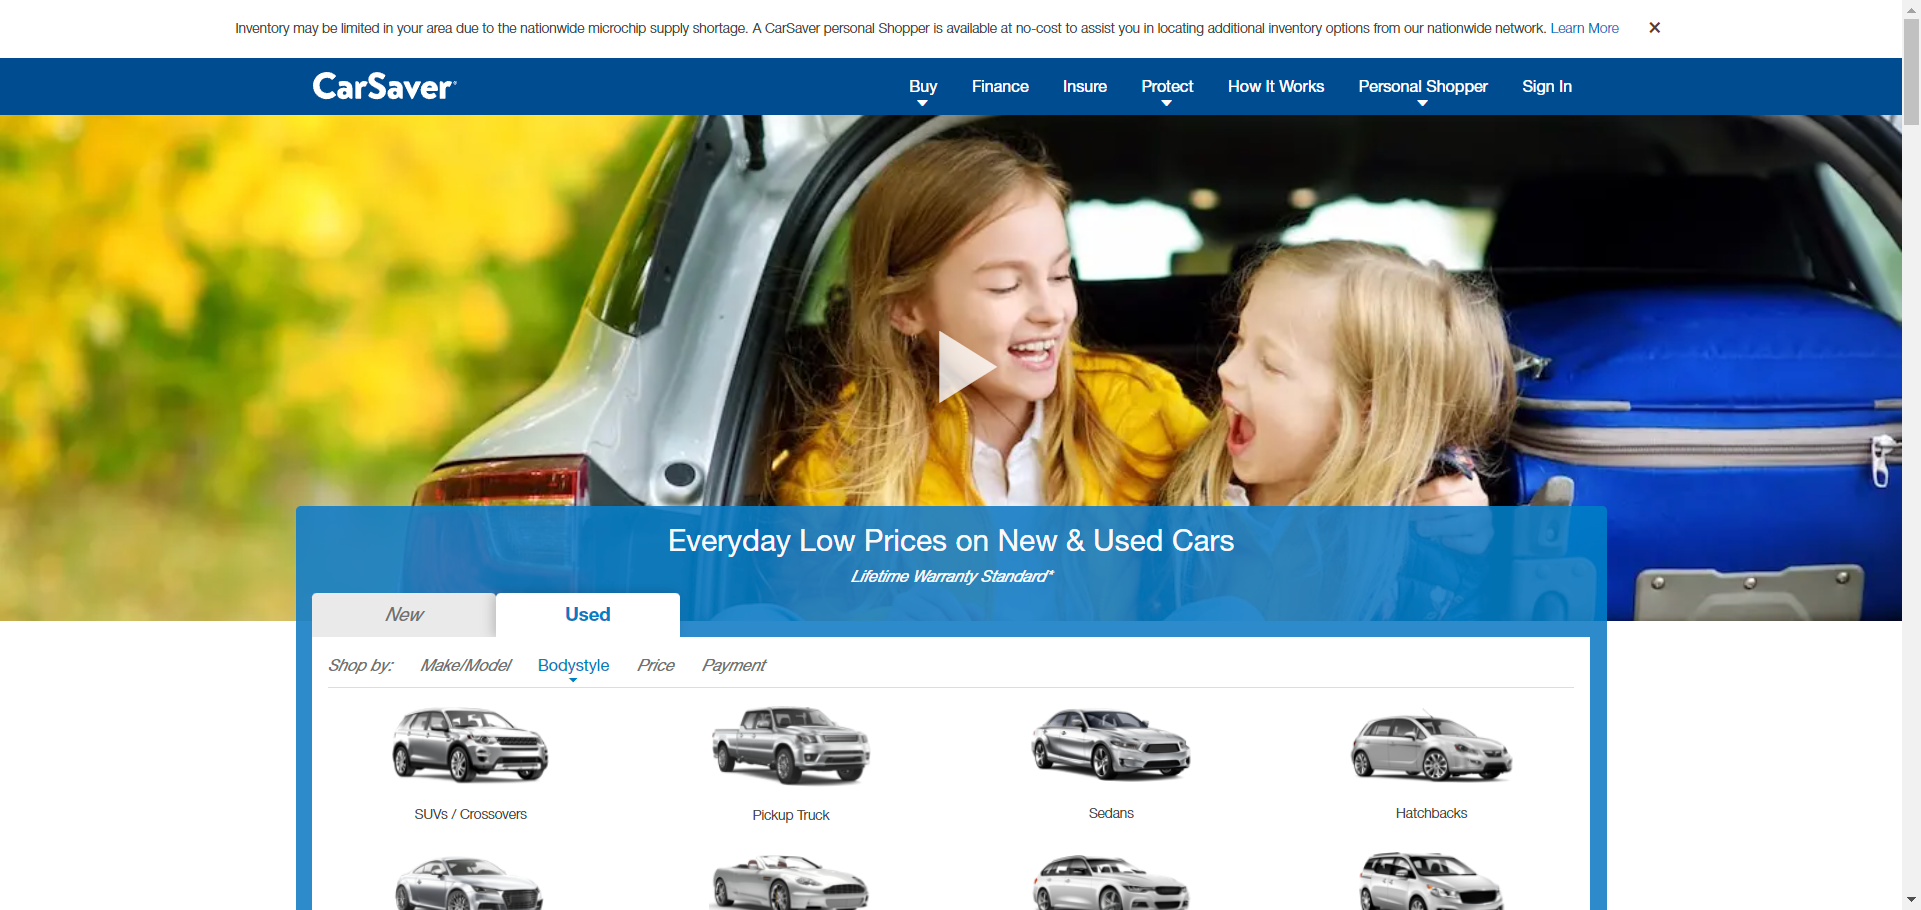 Inventory may be limited in your area due to the nationwide microchip supply shortage. A CarSaver personal Shopper is available at no-cost to assist you in locating additional inventory options from our nationwide network. Learn More ×
CarSaver Buy Finance Insure Protect How It Works Personal Shopper Sign In
Everyday Low Prices on New & Used Cars
Lifetime Warranty Standard*
New Used
Shop by: Make/Model Bodystyle Price Payment
SUVs / Crossovers Pickup Truck Sedans Hatchbacks